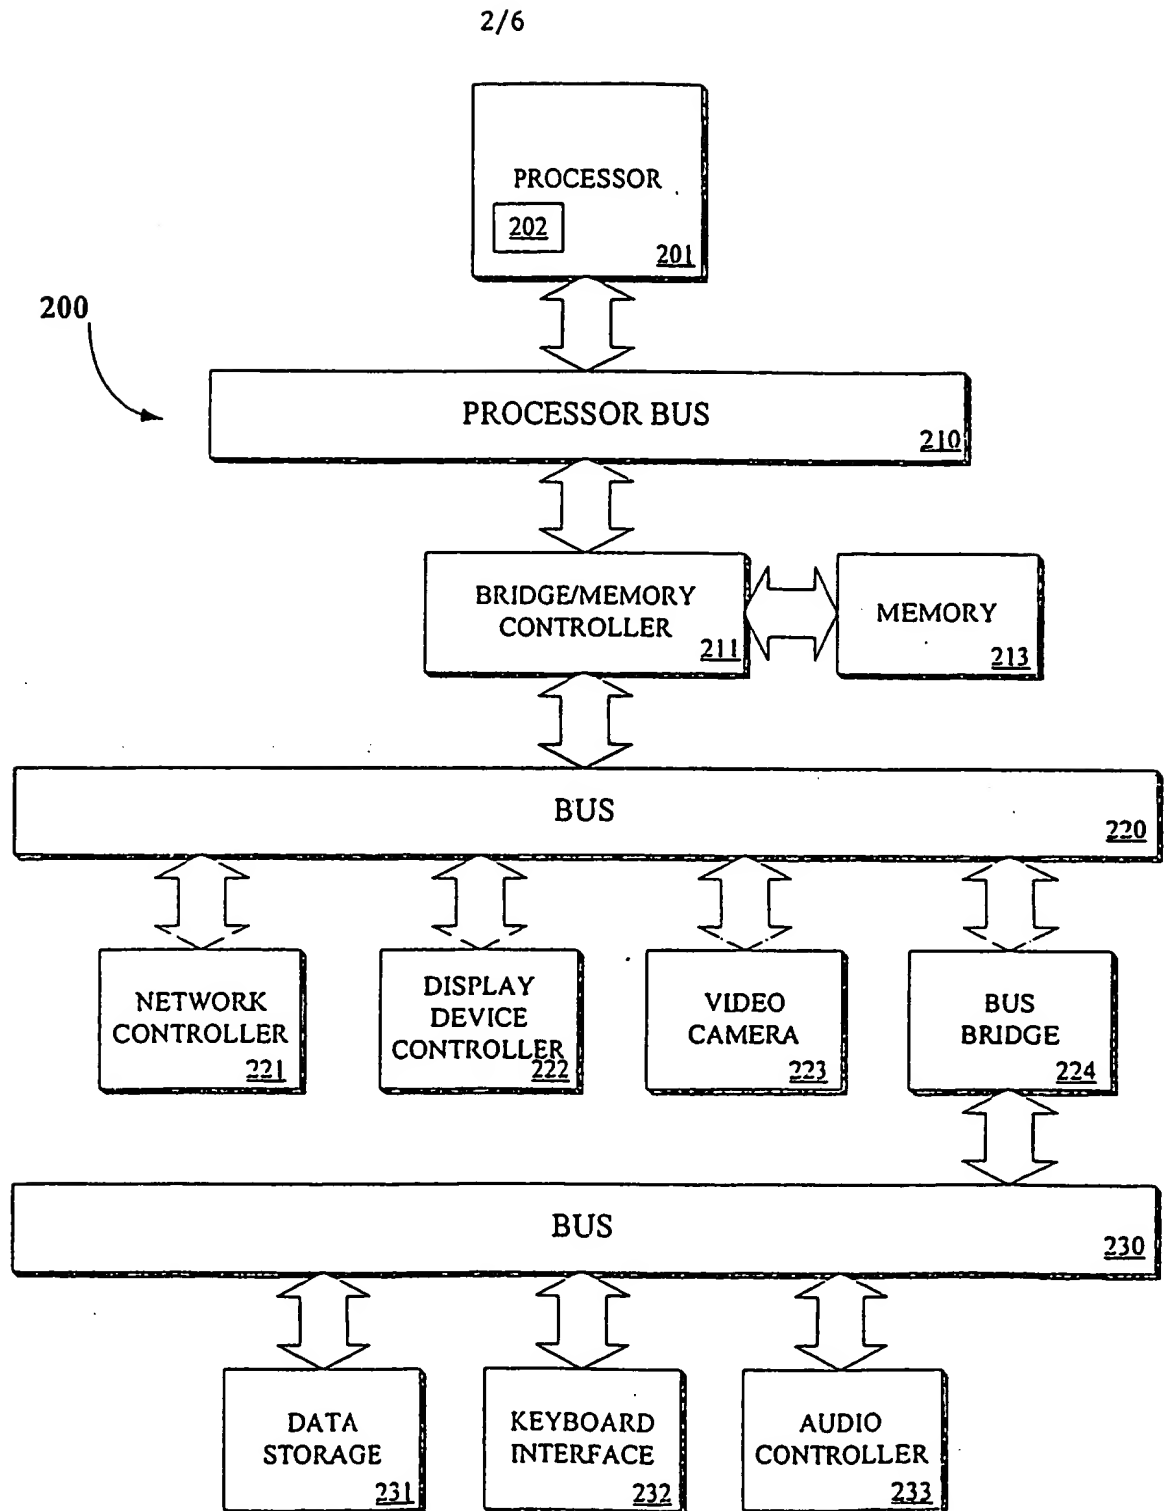 2/6
PROCESSOR
202
201
200
PROCESSOR BUS
210
BRIDGE/MEMORY
CONTROLLER
211
MEMORY
213
BUS
220
NETWORK
CONTROLLER
221
DISPLAY
DEVICE
CONTROLLER
222
VIDEO
CAMERA
223
BUS
BRIDGE
224
BUS
230
DATA
STORAGE
231
KEYBOARD
INTERFACE
232
AUDIO
CONTROLLER
233